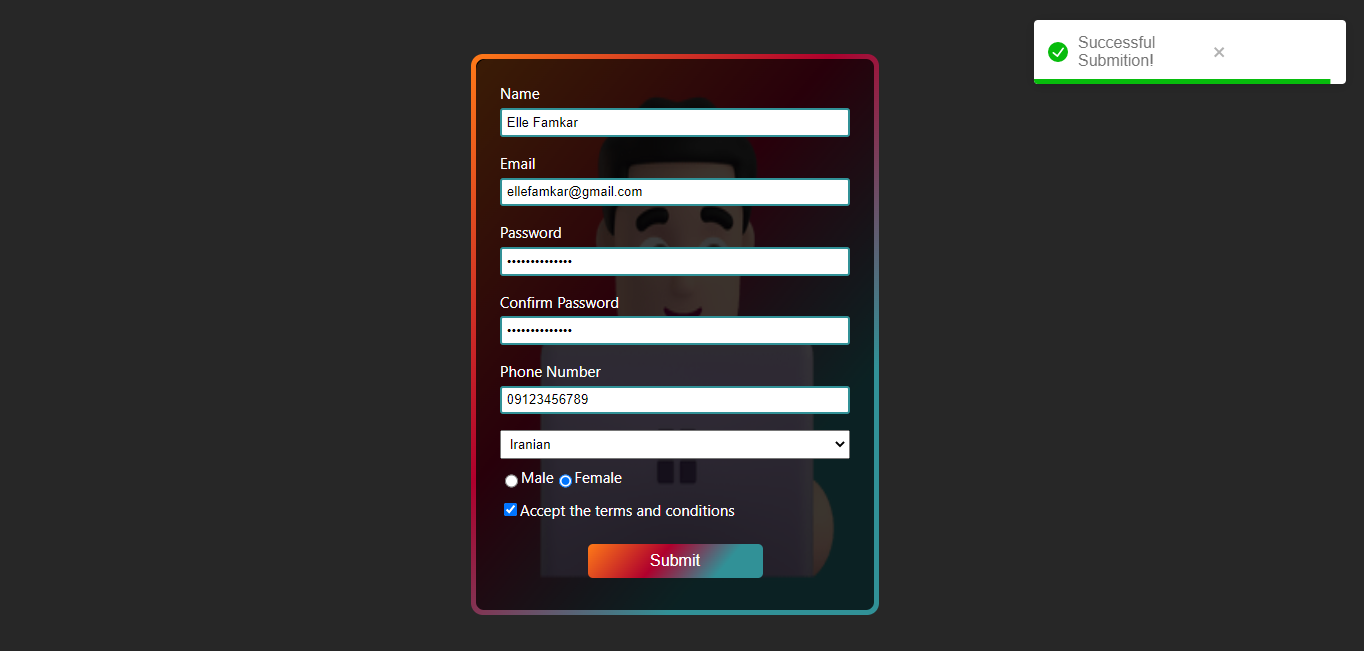 Successful
Submition!
Name
Elle Famkar
Email
ellefamkar@gmail.com
Password
••••••••••••••
Confirm Password
••••••••••••••
Phone Number
09123456789
Iranian
Male Female
Accept the terms and conditions
Submit